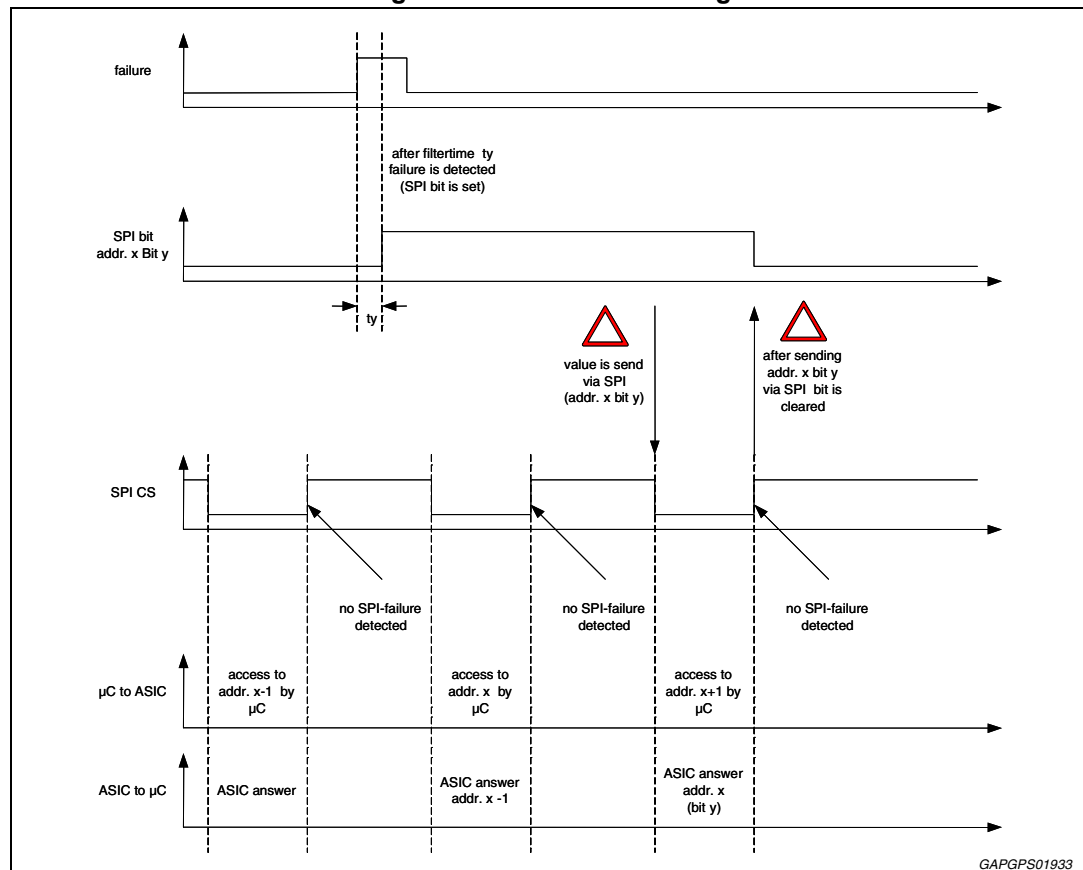 failure
after filtertime ty
failure is detected
(SPI bit is set)
SPI bit
addr. x Bit y
ty
value is send
via SPI
(addr. x bit y)
after sending
addr. x bit y
via SPI bit is
cleared
SPI CS
no SPI-failure
detected
no SPI-failure
detected
no SPI-failure
detected
µC to ASIC
access to
addr. x-1 by
µC
access to
addr. x by
µC
access to
addr. x+1 by
µC
ASIC to µC
ASIC answer
ASIC answer
addr. x -1
ASIC answer
addr. x
(bit y)
GAPGPS01933